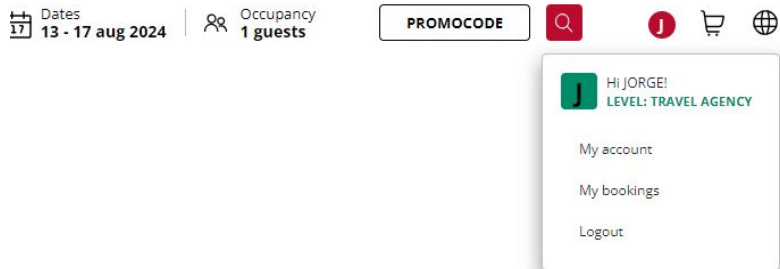 Dates
13 - 17 aug 2024
17
Occupancy
1 guests
PROMOCODE
J
J
Hi JORGE!
LEVEL: TRAVEL AGENCY
My account
My bookings
Logout